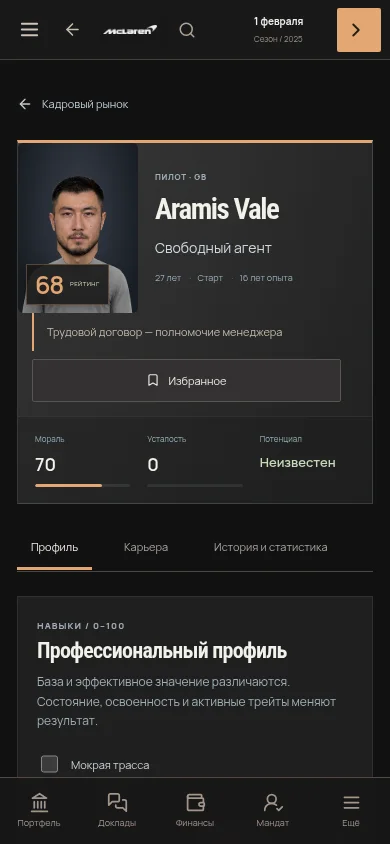 McLaren
1 февраля
Сезон / 2025
Кадровый рынок
ПИЛОТ · OB
Aramis Vale
Свободный агент
27 лет · Старт · 16 лет опыта
68 РЕЙТИНГ
Трудовой договор — полномочие менеджера
Избранное
Мораль
Усталость
Потенциал
70
0
Неизвестен
Профиль
Карьера
История и статистика
НАВЫКИ / 0–100
Профессиональный профиль
База и эффективное значение различаются.
Состояние, освоенность и активные трейты меняют
результат.
Мокрая трасса
Портфель
Доклады
Финансы
Мандат
Ещё